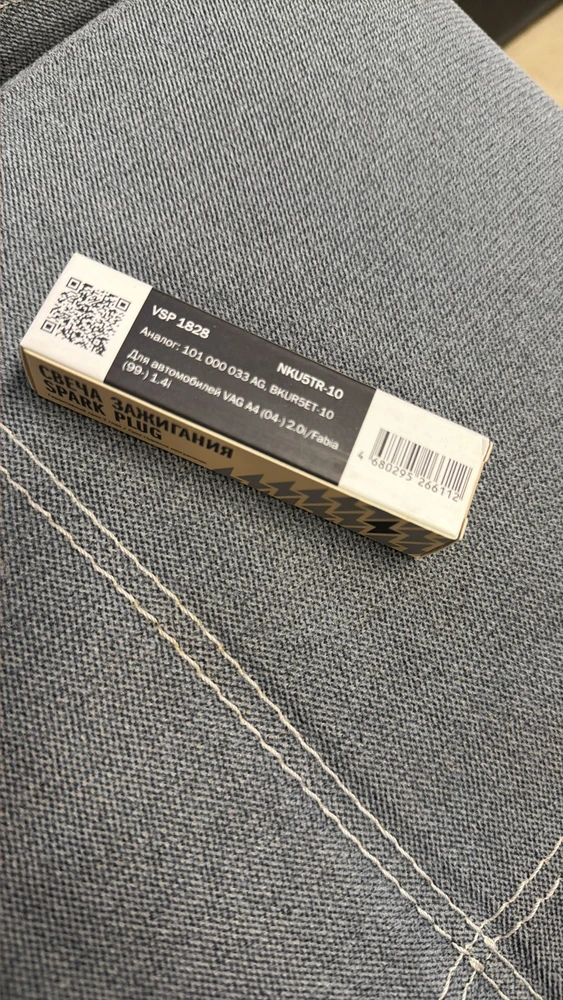 VSP 1828
NKU5TR-10
Аналог: 101 000 033 AG, BKUR5ET-10
Для автомобилей VAG A4 (04-) 2.0i/Fabia
(99-) 1.4i
4 680295 266112
СВЕЧА ЗАЖИГАНИЯ
SPARK PLUG